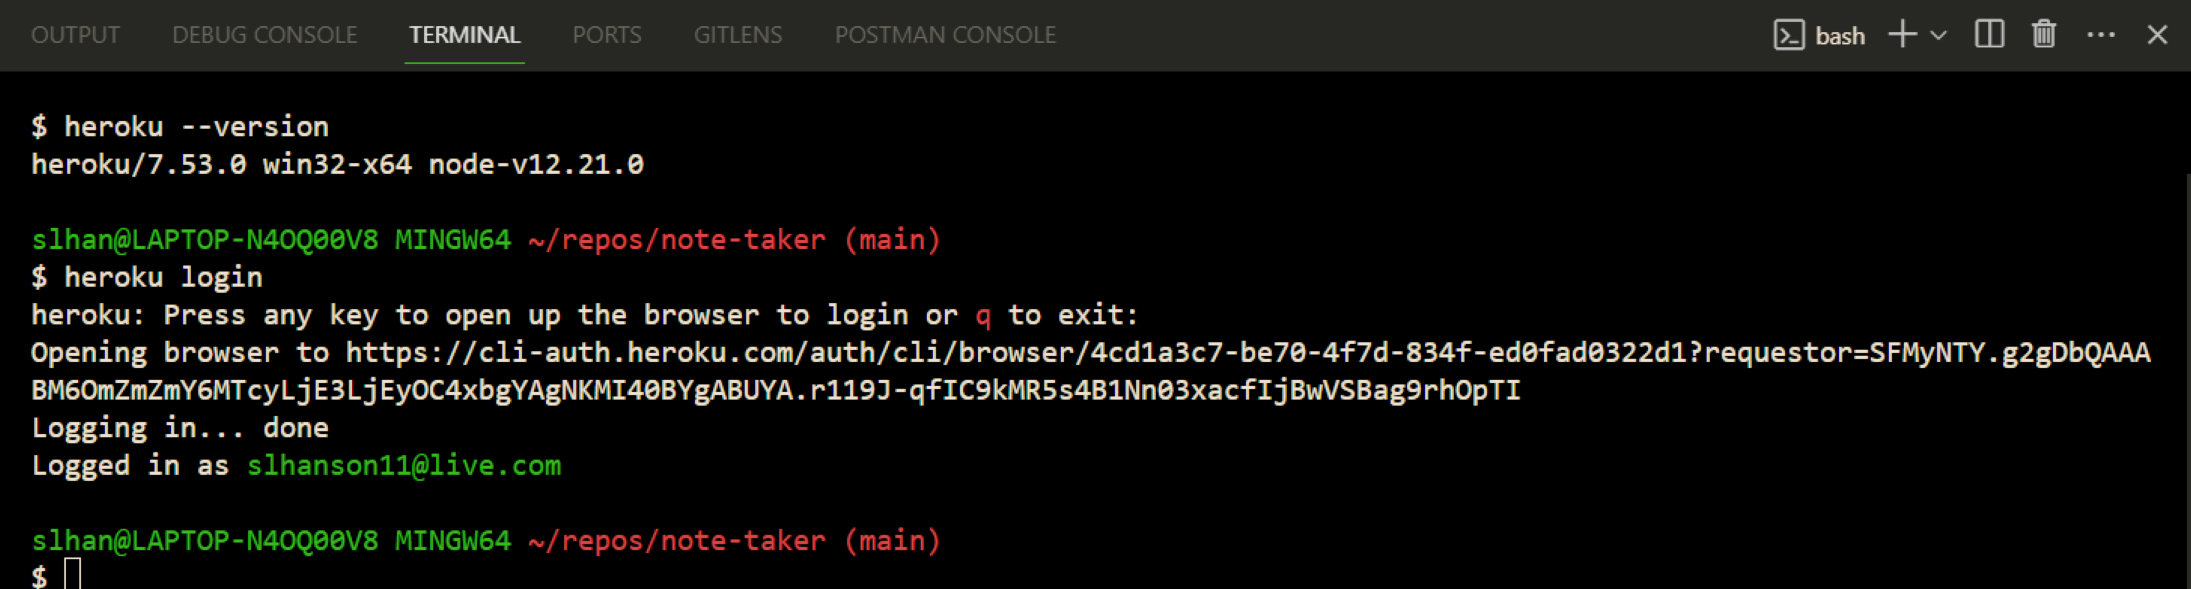 OUTPUT DEBUG CONSOLE TERMINAL PORTS GITLENS POSTMAN CONSOLE bash
$ heroku --version
heroku/7.53.0 win32-x64 node-v12.21.0
slhan@LAPTOP-N4OQ00V8 MINGW64 ~/repos/note-taker (main)
$ heroku login
heroku: Press any key to open up the browser to login or q to exit:
Opening browser to https://cli-auth.heroku.com/auth/cli/browser/4cd1a3c7-be70-4f7d-834f-ed0fad0322d1?requestor=SFMyNTY.g2gDbQAAA
BM6OmZmZmY6MTcyLjE3LjEyOC4xbgYAgNKMI40BYgABUYA.r119J-qfIC9kMR5s4B1Nn03xacfIjBwVSBag9rhOpTI
Logging in... done
Logged in as slhanson11@live.com
slhan@LAPTOP-N4OQ00V8 MINGW64 ~/repos/note-taker (main)
$